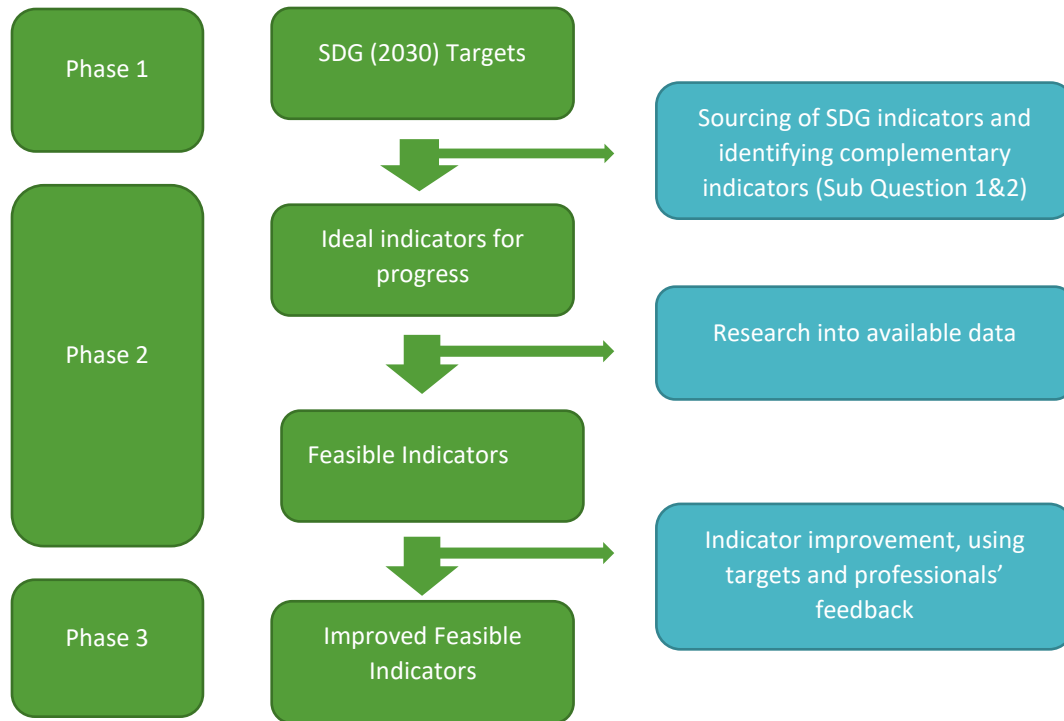 Phase 1
SDG (2030) Targets
Sourcing of SDG indicators and
identifying complementary
indicators (Sub Question 1&2)
Ideal indicators for
progress
Phase 2
Research into available data
Feasible Indicators
Indicator improvement, using
targets and professionals’
feedback
Phase 3
Improved Feasible
Indicators